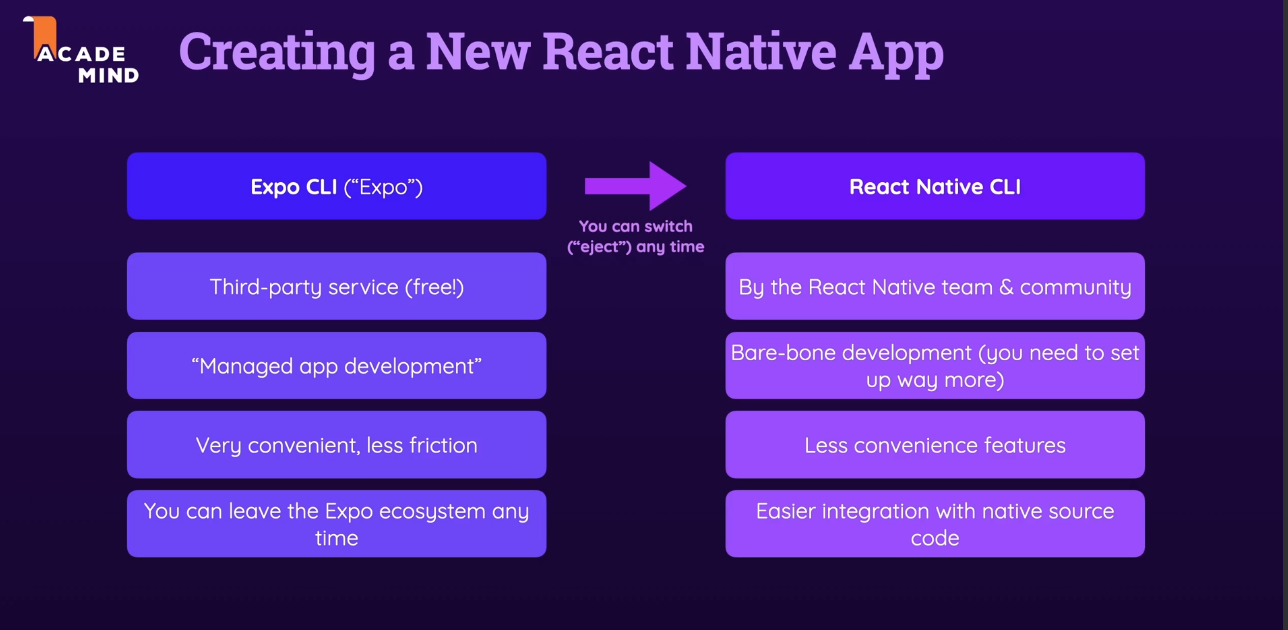 ACADE
MIND
Creating a New React Native App
Expo CLI (“Expo”)
You can switch
(“eject”) any time
React Native CLI
Third-party service (free!)
“Managed app development”
Very convenient, less friction
You can leave the Expo ecosystem any
time
By the React Native team & community
Bare-bone development (you need to set
up way more)
Less convenience features
Easier integration with native source
code